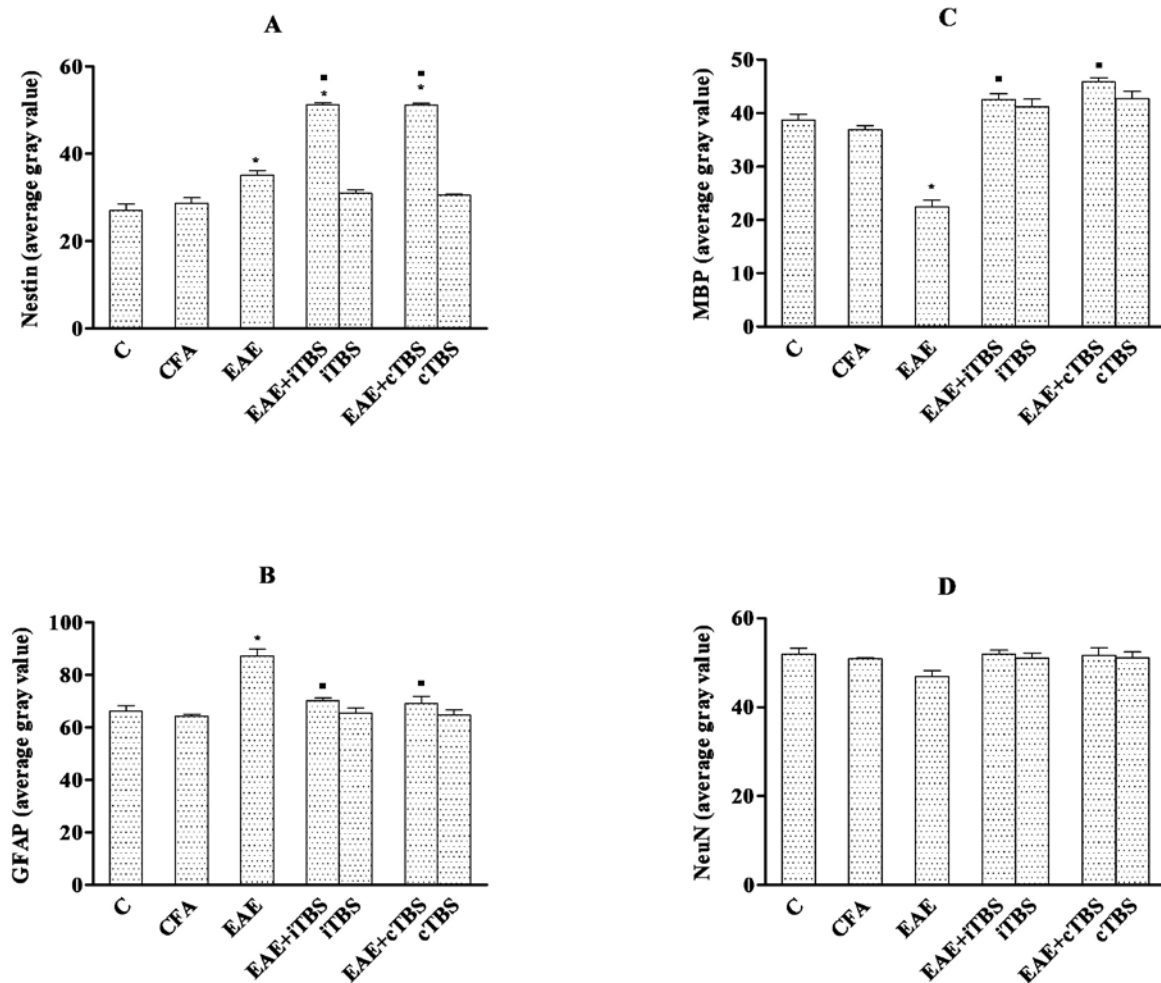 A
Nestin (average gray value)
60
40
20
0
* * *
C CFA EAE EAE+iTBS iTBS EAE+cTBS cTBS
C
MBP (average gray value)
50
40
30
20
10
0
*
C CFA EAE EAE+iTBS iTBS EAE+cTBS cTBS
B
GFAP (average gray value)
100
80
60
40
20
0
*
C CFA EAE EAE+iTBS iTBS EAE+cTBS cTBS
D
NeuN (average gray value)
60
40
20
0
C CFA EAE EAE+iTBS iTBS EAE+cTBS cTBS